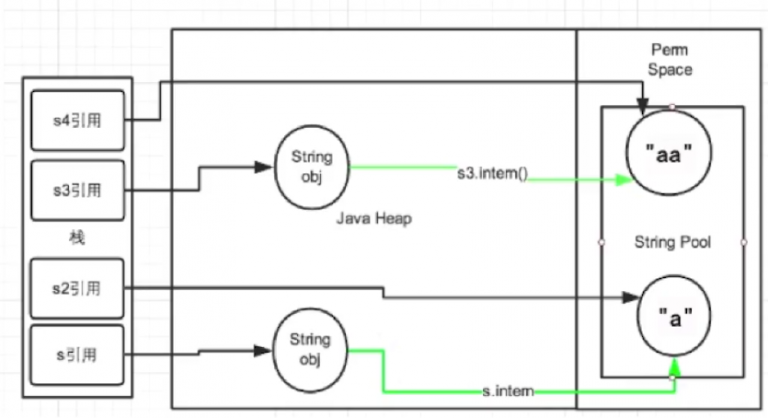 Perm
Space
s4引用
"aa"
String
obj
s3.intern()
s3引用
Java Heap
栈
String Pool
s2引用
"a"
String
obj
s引用
s.intern